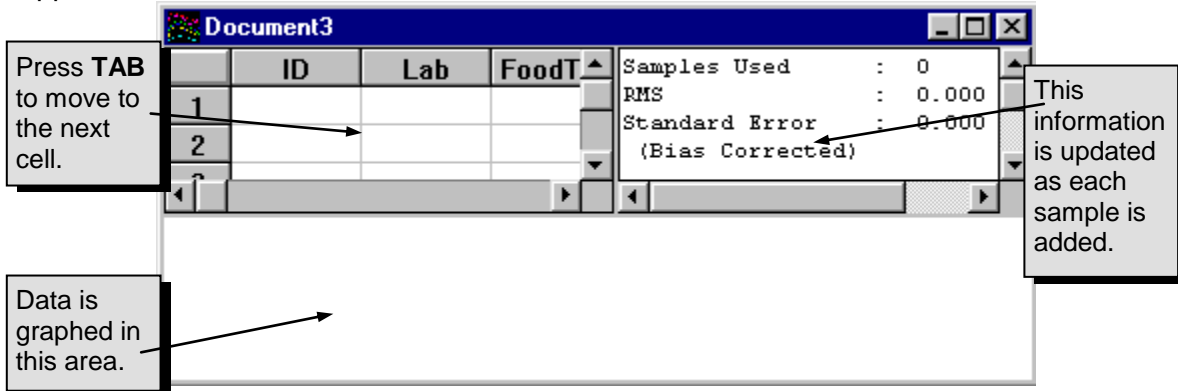 Document3
Press TAB
to move to
the next
cell.
ID Lab FoodT
1
2
Samples Used : 0
RMS : 0.000
Standard Error : 0.000
(Bias Corrected)
This
information
is updated
as each
sample is
added.
Data is
graphed in
this area.